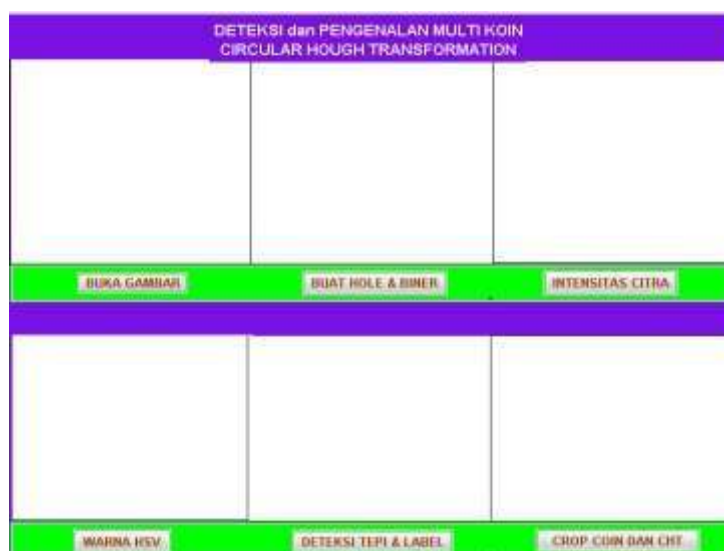 DETEKSI dan PENGENALAN MULTI KOIN
CIRCULAR HOUGH TRANSFORMATION
BUKA GAMBAR
BUAT HOLE & BINER
INTENSITAS CITRA
WARNA HSV
DETEKSI TEPI & LABEL
CROP COIN DAN CHT